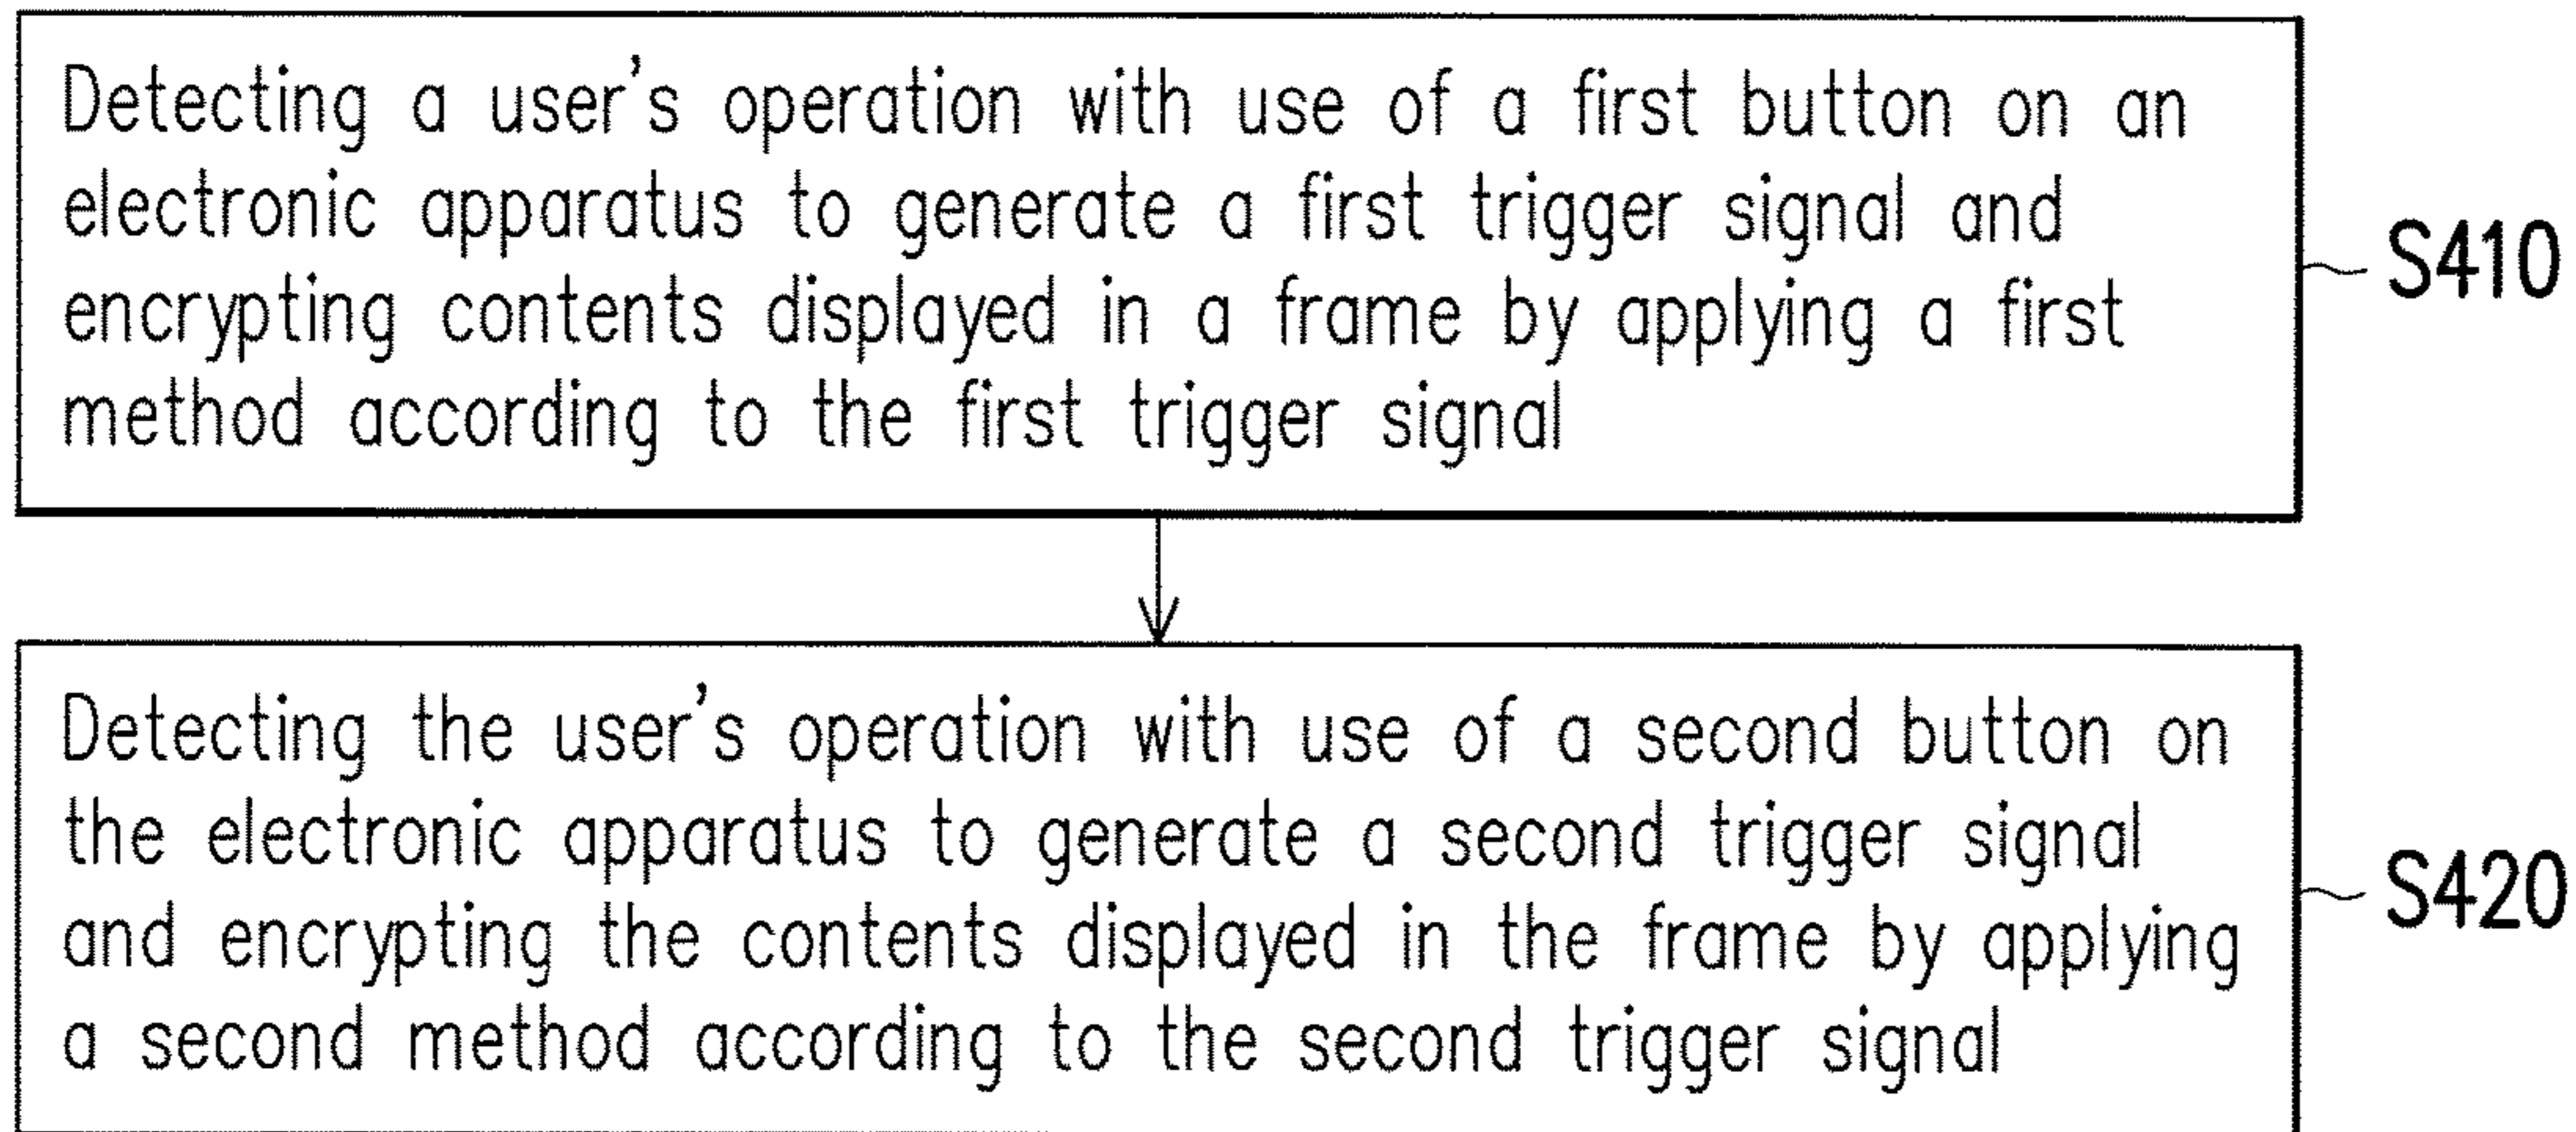 Detecting a user's operation with use of a first button on an
electronic apparatus to generate a first trigger signal and
encrypting contents displayed in a frame by applying a first
method according to the first trigger signal
S410
Detecting the user's operation with use of a second button on
the electronic apparatus to generate a second trigger signal
and encrypting the contents displayed in the frame by applying
a second method according to the second trigger signal
S420